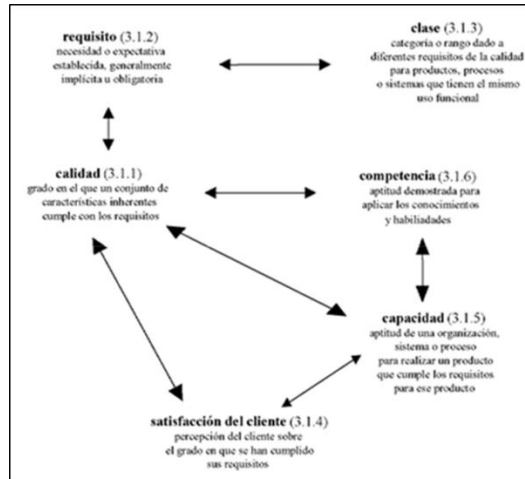 requisito (3.1.2)
necesidad o expectativa
establecida, generalmente
implícita u obligatoria
clase (3.1.3)
categoría o rango dado a
diferentes requisitos de la calidad
para productos, procesos
o sistemas que tienen el mismo
uso funcional
calidad (3.1.1)
grado en el que un conjunto de
características inherentes
cumple con los requisitos
competencia (3.1.6)
aptitud demostrada para
aplicar los conocimientos
y habiliadades
capacidad (3.1.5)
aptitud de una organización,
sistema o proceso
para realizar un producto
que cumple los requisitos
para ese producto
satisfacción del cliente (3.1.4)
percepción del cliente sobre
el grado en que se han cumplido
sus requisitos